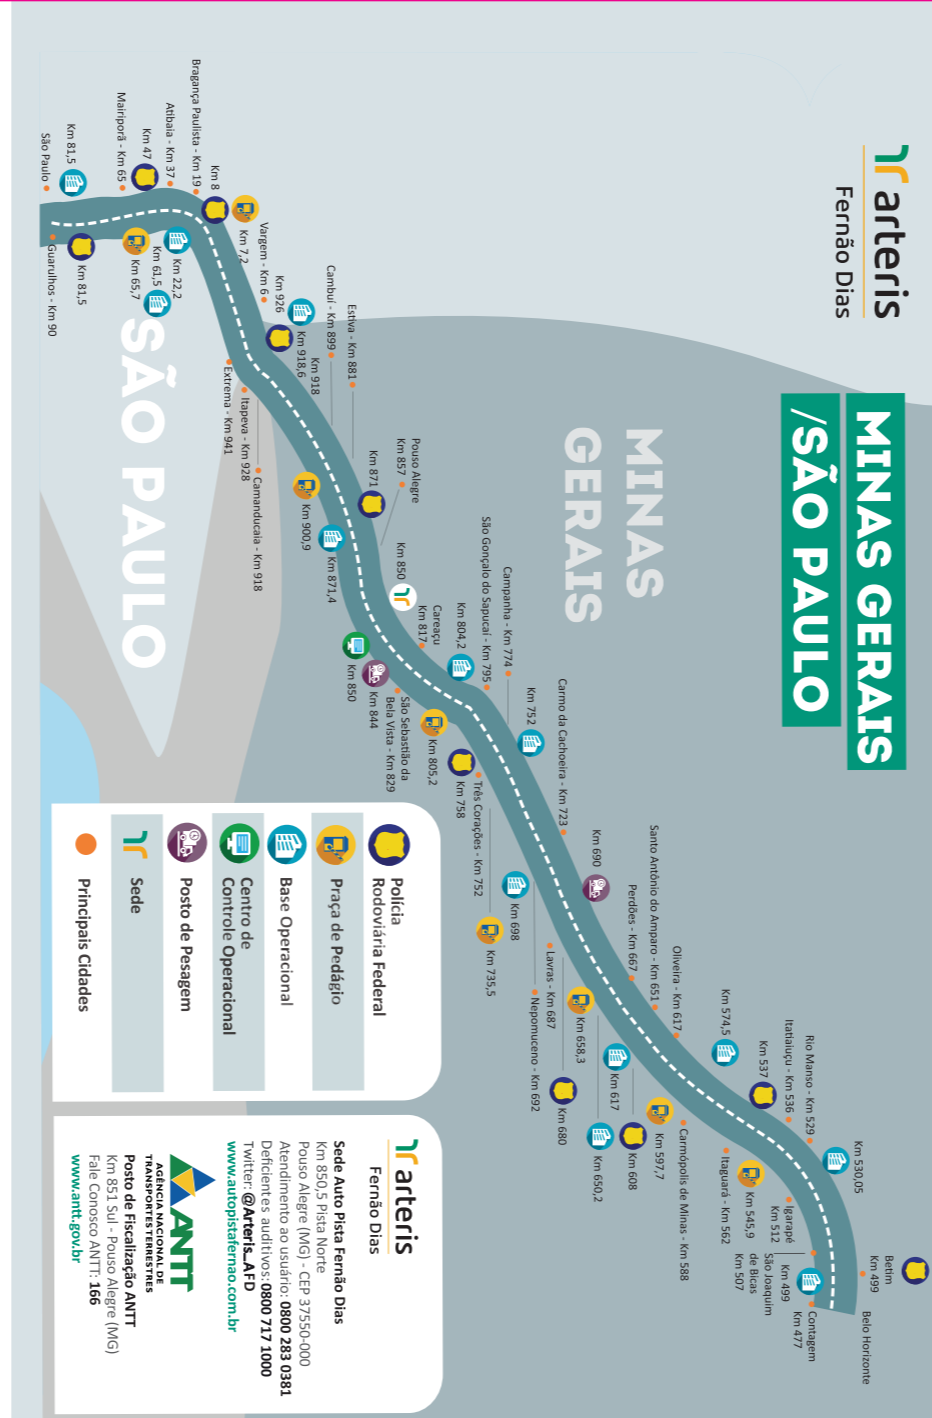 arteris
Fernão Dias
MINAS GERAIS
/SÃO PAULO
MINAS
GERAIS
SÃO PAULO
São Paulo
Km 81,5
Mairiporã - Km 65
Km 47
Atibaia - Km 37
Bragança Paulista - Km 19
Km 8
Km 7,2
Vargem - Km 6
Km 926
Km 918,6
Km 918
Cambuí - Km 899
Estiva - Km 881
Km 871
Pouso Alegre
Km 857
Km 850
Careaçu
Km 817
Km 804,2
São Gonçalo do Sapucaí - Km 795
Campanha - Km 774
Km 752
Carmo da Cachoeira - Km 723
Km 690
Perdões - Km 667
Santo Antônio do Amparo - Km 651
Oliveira - Km 617
Km 574,5
Km 537
Itatiaiuçu - Km 536
Rio Manso - Km 529
Km 530,05
Betim
Km 499
Belo Horizonte
Guarulhos - Km 90
Km 81,5
Km 65,7
Km 61,5
Km 22,2
Extrema - Km 941
Itapeva - Km 928
Camanducaia - Km 918
Km 900,9
Km 871,4
Km 850
Km 844
São Sebastião da
Bela Vista - Km 829
Km 805,2
Km 758
Três Corações - Km 752
Km 735,5
Km 698
Nepomuceno - Km 692
Lavras - Km 687
Km 680
Km 658,3
Km 650,2
Km 617
Km 608
Km 597,7
Carmópolis de Minas - Km 588
Itaguará - Km 562
Km 545,9
Igarapé
Km 512
São Joaquim
de Bicas
Km 507
Km 499
Contagem
Km 477
Polícia
Rodoviária Federal
Praça de Pedágio
Base Operacional
Centro de
Controle Operacional
Posto de Pesagem
Sede
Principais Cidades
arteris
Fernão Dias
Sede Auto Pista Fernão Dias
Km 850,5 Pista Norte
Pouso Alegre (MG) - CEP 37550-000
Atendimento ao usuário: 0800 283 0381
Deficientes auditivos: 0800 717 1000
Twitter: @Arteris_AFD
www.autopistafernao.com.br
ANTT
AGÊNCIA NACIONAL DE
TRANSPORTES TERRESTRES
Posto de Fiscalização ANTT
Km 851 Sul - Pouso Alegre (MG)
Fale Conosco ANTT: 166
www.antt.gov.br